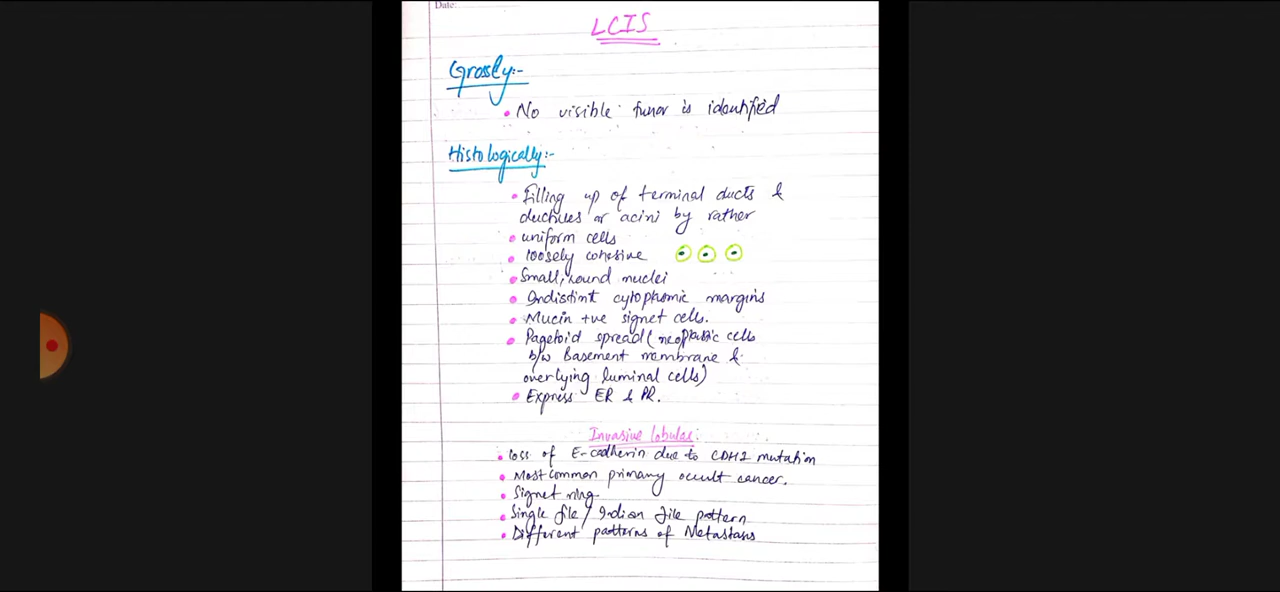 Date:
LCIS
Grossly:-
• No visible tumor is identified
Histologically:-
• Filling up of terminal ducts &
ductules or acini by rather
• uniform cells
• loosely cohesive
• Small, round nuclei
• Indistint cytoplasmic margins
• Mucin +ve signet cells.
• Pagetoid spread (neoplastic cells
b/w Basement membrane &
overlying luminal cells)
• Express ER & PR.
Invasive lobular:
• loss of E-cadherin due to CDH1 mutation
• Most common primary occult cancer.
• Signet ring
• Single file / Indian file pattern
• Different patterns of Metastasis